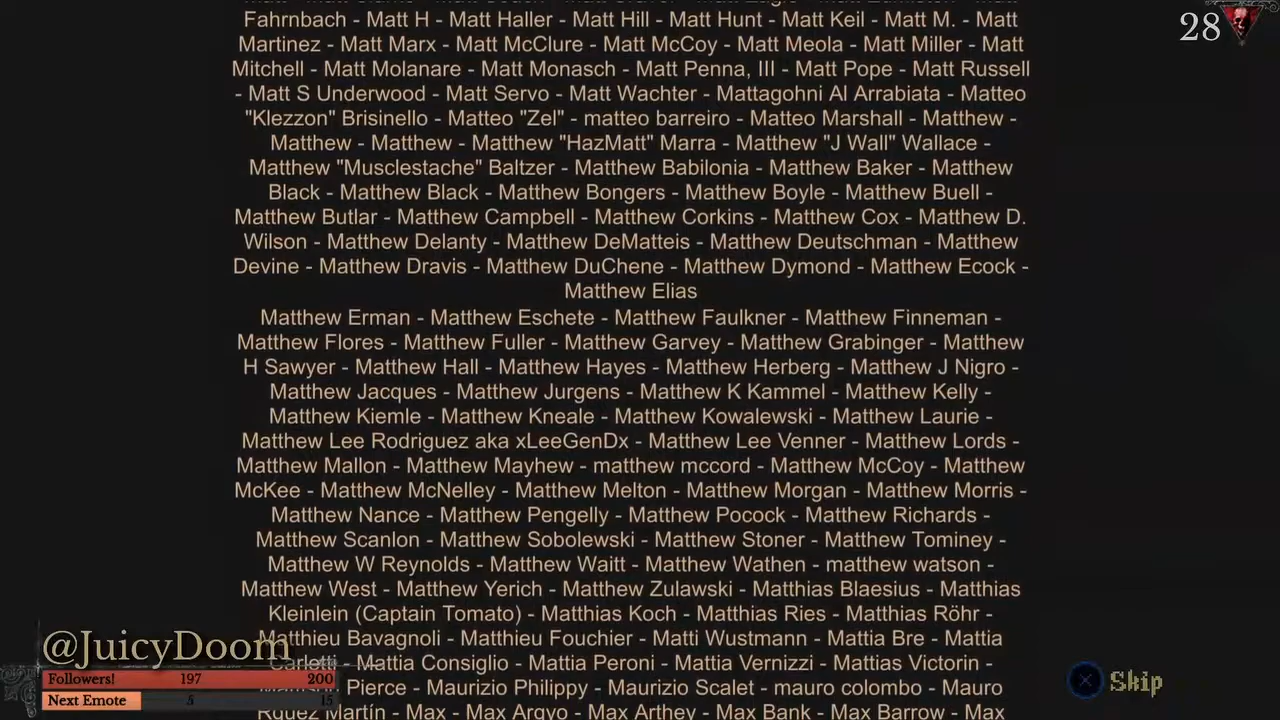 Fahrnbach - Matt H - Matt Haller - Matt Hill - Matt Hunt - Matt Keil - Matt M. - Matt
28
Martinez - Matt Marx - Matt McClure - Matt McCoy - Matt Meola - Matt Miller - Matt
Mitchell - Matt Molanare - Matt Monasch - Matt Penna, III - Matt Pope - Matt Russell
- Matt S Underwood - Matt Servo - Matt Wachter - Mattagohni Al Arrabiata - Matteo
"Klezzon" Brisinello - Matteo "Zel" - matteo barreiro - Matteo Marshall - Matthew -
Matthew - Matthew - Matthew "HazMatt" Marra - Matthew "J Wall" Wallace -
Matthew "Musclestache" Baltzer - Matthew Babilonia - Matthew Baker - Matthew
Black - Matthew Black - Matthew Bongers - Matthew Boyle - Matthew Buell -
Matthew Butlar - Matthew Campbell - Matthew Corkins - Matthew Cox - Matthew D.
Wilson - Matthew Delanty - Matthew DeMatteis - Matthew Deutschman - Matthew
Devine - Matthew Dravis - Matthew DuChene - Matthew Dymond - Matthew Ecock -
Matthew Elias
Matthew Erman - Matthew Eschete - Matthew Faulkner - Matthew Finneman -
Matthew Flores - Matthew Fuller - Matthew Garvey - Matthew Grabinger - Matthew
H Sawyer - Matthew Hall - Matthew Hayes - Matthew Herberg - Matthew J Nigro -
Matthew Jacques - Matthew Jurgens - Matthew K Kammel - Matthew Kelly -
Matthew Kiemle - Matthew Kneale - Matthew Kowalewski - Matthew Laurie -
Matthew Lee Rodriguez aka xLeeGenDx - Matthew Lee Venner - Matthew Lords -
Matthew Mallon - Matthew Mayhew - matthew mccord - Matthew McCoy - Matthew
McKee - Matthew McNelley - Matthew Melton - Matthew Morgan - Matthew Morris -
Matthew Nance - Matthew Pengelly - Matthew Pocock - Matthew Richards -
Matthew Scanlon - Matthew Sobolewski - Matthew Stoner - Matthew Tominey -
Matthew W Reynolds - Matthew Waitt - Matthew Wathen - matthew watson -
Matthew West - Matthew Yerich - Matthew Zulawski - Matthias Blaesius - Matthias
Kleinlein (Captain Tomato) - Matthias Koch - Matthias Ries - Matthias Röhr -
Matthieu Bavagnoli - Matthieu Fouchier - Matti Wustmann - Mattia Bre - Mattia
@JuicyDoom
Carletti - Mattia Consiglio - Mattia Peroni - Mattia Vernizzi - Mattias Victorin -
Followers! 197 200
Pierce - Maurizio Philippy - Maurizio Scalet - mauro colombo - Mauro
Skip
Next Emote 5 15
Martín - Max - Max Argyo - Max Arthey - Max Bank - Max Barrow - Max